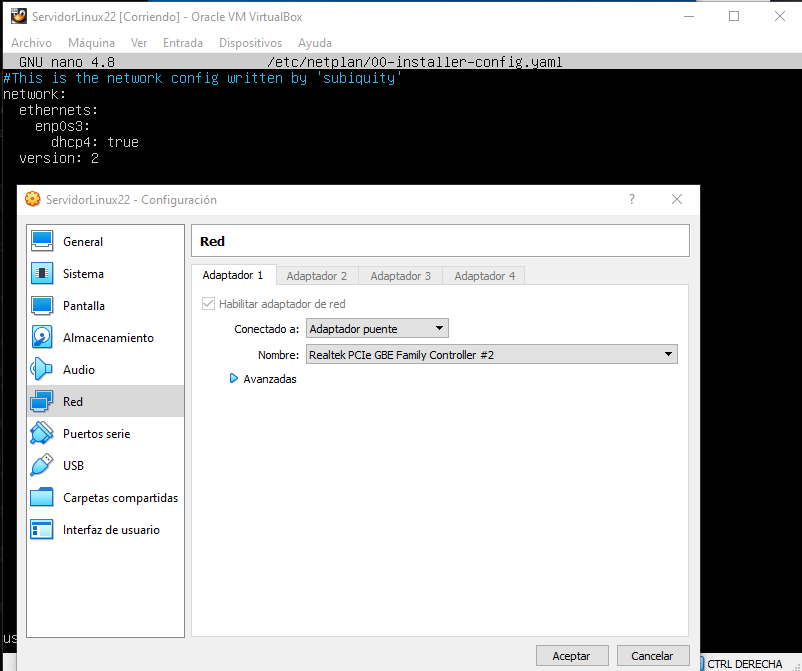 ServidorLinux22 [Corriendo] - Oracle VM VirtualBox
Archivo Máquina Ver Entrada Dispositivos Ayuda
GNU nano 4.8 /etc/netplan/00-installer-config.yaml
#This is the network config written by 'subiquity'
network:
ethernets:
enp0s3:
dhcp4: true
version: 2
ServidorLinux22 - Configuración ?
General
Sistema
Pantalla
Almacenamiento
Audio
Red
Puertos serie
USB
Carpetas compartidas
Interfaz de usuario
Red
Adaptador 1 Adaptador 2 Adaptador 3 Adaptador 4
Habilitar adaptador de red
Conectado a: Adaptador puente
Nombre: Realtek PCIe GBE Family Controller #2
Avanzadas
us
Aceptar Cancelar
CTRL DERECHA